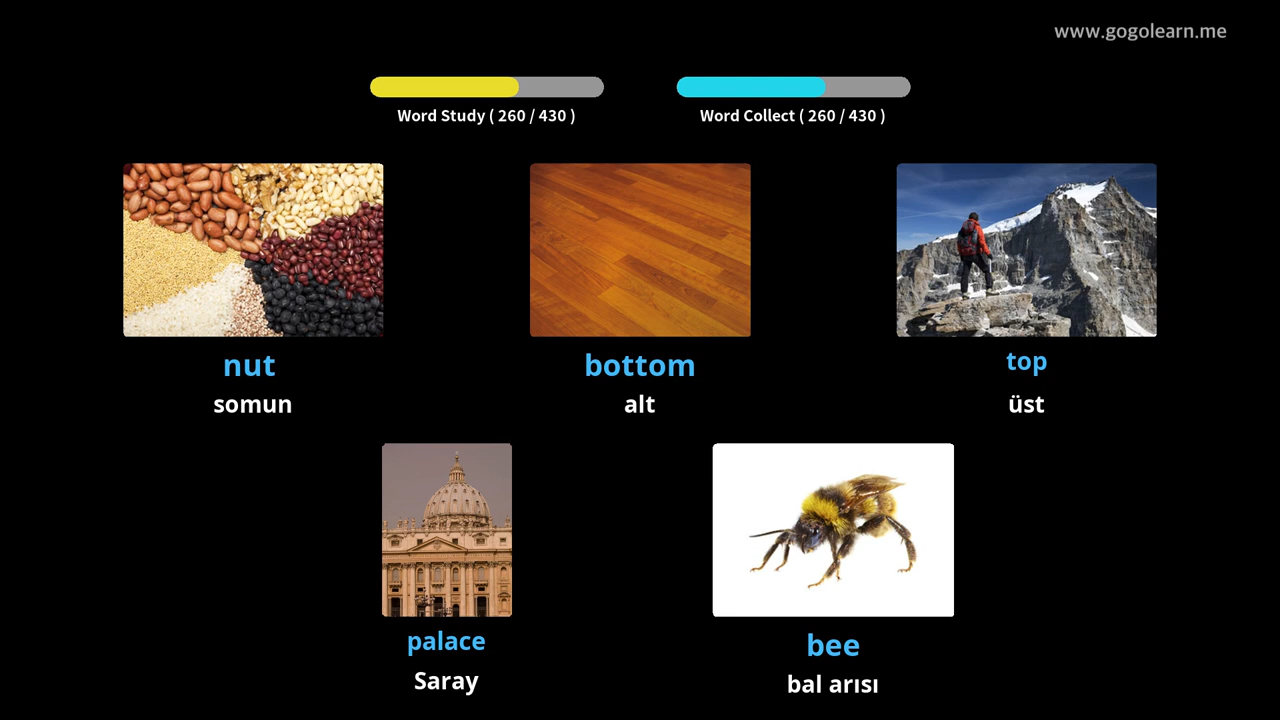 www.gogolearn.me
Word Study ( 260 / 430 )
Word Collect ( 260 / 430 )
nut
somun
bottom
alt
top
üst
palace
Saray
bee
bal arısı